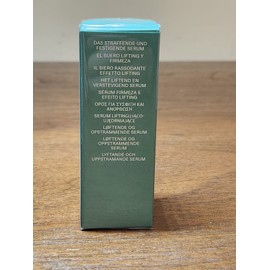 DAS STRAFFENDE UND
FESTIGENDE SERUM
EL SUERO LIFTING Y
FIRMEZA
IL SIERO RASSODANTE
EFFETTO LIFTING
HET LIFTEND EN
VERSTEVIGEND SERUM
SÉRUM FIRMEZA E
EFEITO LIFTING
ΟΡΟΣ ΓΙΑ ΣΥΣΦΙΞΗ ΚΑΙ
ΑΝΟΡΘΩΣΗ
SERUM LIFTINGUJĄCO-
UJĘDRNIAJĄCE
LØFTENDE OG
OPSTRAMMENDE SERUM
LØFTENDE OG
OPPSTRAMMENDE
SERUM
LYFTANDE OCH
UPPSTRAMANDE SERUM